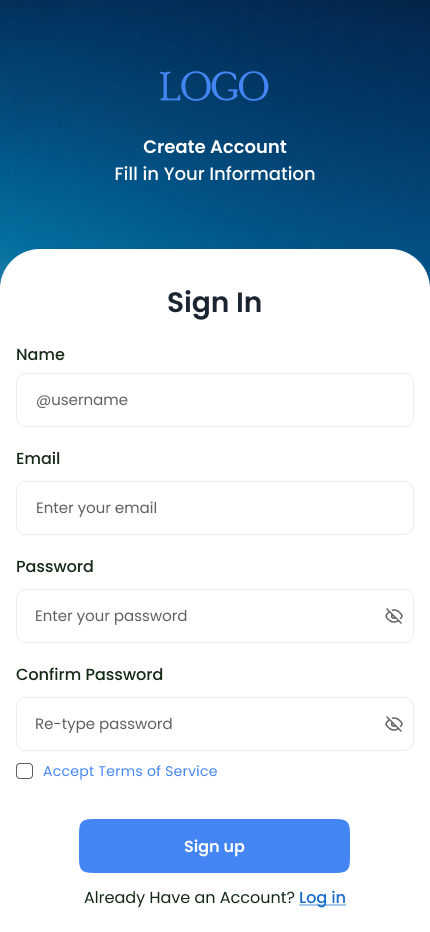 LOGO
Create Account
Fill in Your Information
Sign In
Name
@username
Email
Enter your email
Password
Enter your password
Confirm Password
Re-type password
Accept Terms of Service
Sign up
Already Have an Account? Log in